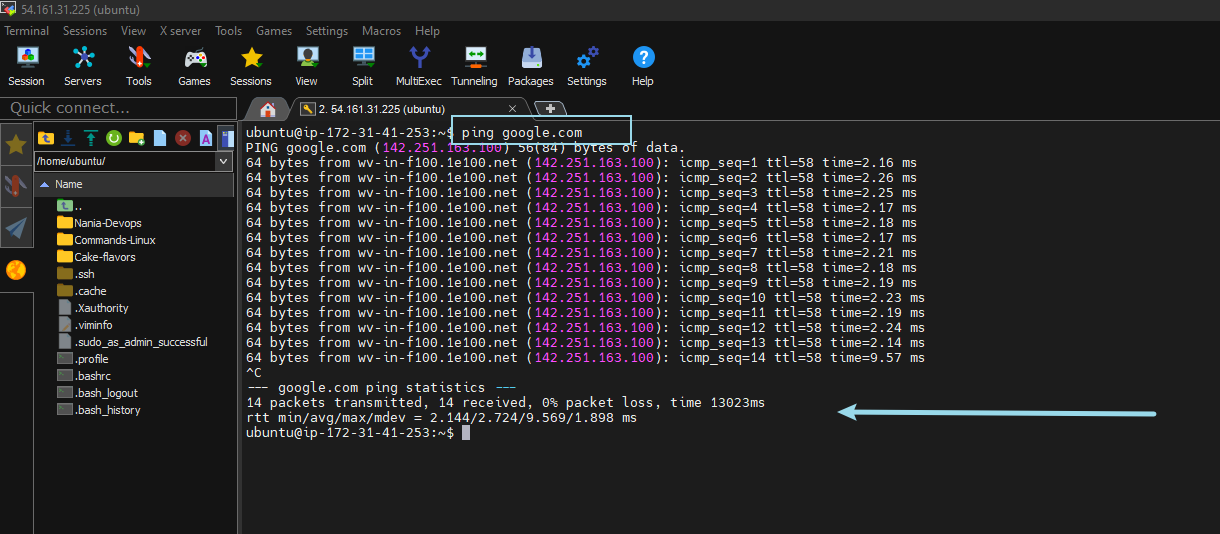 54.161.31.225 (ubuntu)
Terminal Sessions View X server Tools Games Settings Macros Help
Session Servers Tools Games Sessions View Split MultiExec Tunneling Packages Settings Help
Quick connect...
2. 54.161.31.225 (ubuntu)
/home/ubuntu/
Name
..
Nania-Devops
Commands-Linux
Cake-flavors
.ssh
.cache
.Xauthority
.viminfo
.sudo_as_admin_successful
.profile
.bashrc
.bash_logout
.bash_history
ubuntu@ip-172-31-41-253:~$ ping google.com
PING google.com (142.251.163.100) 56(84) bytes of data.
64 bytes from wv-in-f100.1e100.net (142.251.163.100): icmp_seq=1 ttl=58 time=2.16 ms
64 bytes from wv-in-f100.1e100.net (142.251.163.100): icmp_seq=2 ttl=58 time=2.26 ms
64 bytes from wv-in-f100.1e100.net (142.251.163.100): icmp_seq=3 ttl=58 time=2.25 ms
64 bytes from wv-in-f100.1e100.net (142.251.163.100): icmp_seq=4 ttl=58 time=2.17 ms
64 bytes from wv-in-f100.1e100.net (142.251.163.100): icmp_seq=5 ttl=58 time=2.18 ms
64 bytes from wv-in-f100.1e100.net (142.251.163.100): icmp_seq=6 ttl=58 time=2.17 ms
64 bytes from wv-in-f100.1e100.net (142.251.163.100): icmp_seq=7 ttl=58 time=2.21 ms
64 bytes from wv-in-f100.1e100.net (142.251.163.100): icmp_seq=8 ttl=58 time=2.18 ms
64 bytes from wv-in-f100.1e100.net (142.251.163.100): icmp_seq=9 ttl=58 time=2.19 ms
64 bytes from wv-in-f100.1e100.net (142.251.163.100): icmp_seq=10 ttl=58 time=2.23 ms
64 bytes from wv-in-f100.1e100.net (142.251.163.100): icmp_seq=11 ttl=58 time=2.19 ms
64 bytes from wv-in-f100.1e100.net (142.251.163.100): icmp_seq=12 ttl=58 time=2.24 ms
64 bytes from wv-in-f100.1e100.net (142.251.163.100): icmp_seq=13 ttl=58 time=2.14 ms
64 bytes from wv-in-f100.1e100.net (142.251.163.100): icmp_seq=14 ttl=58 time=9.57 ms
^C
--- google.com ping statistics ---
14 packets transmitted, 14 received, 0% packet loss, time 13023ms
rtt min/avg/max/mdev = 2.144/2.724/9.569/1.898 ms
ubuntu@ip-172-31-41-253:~$